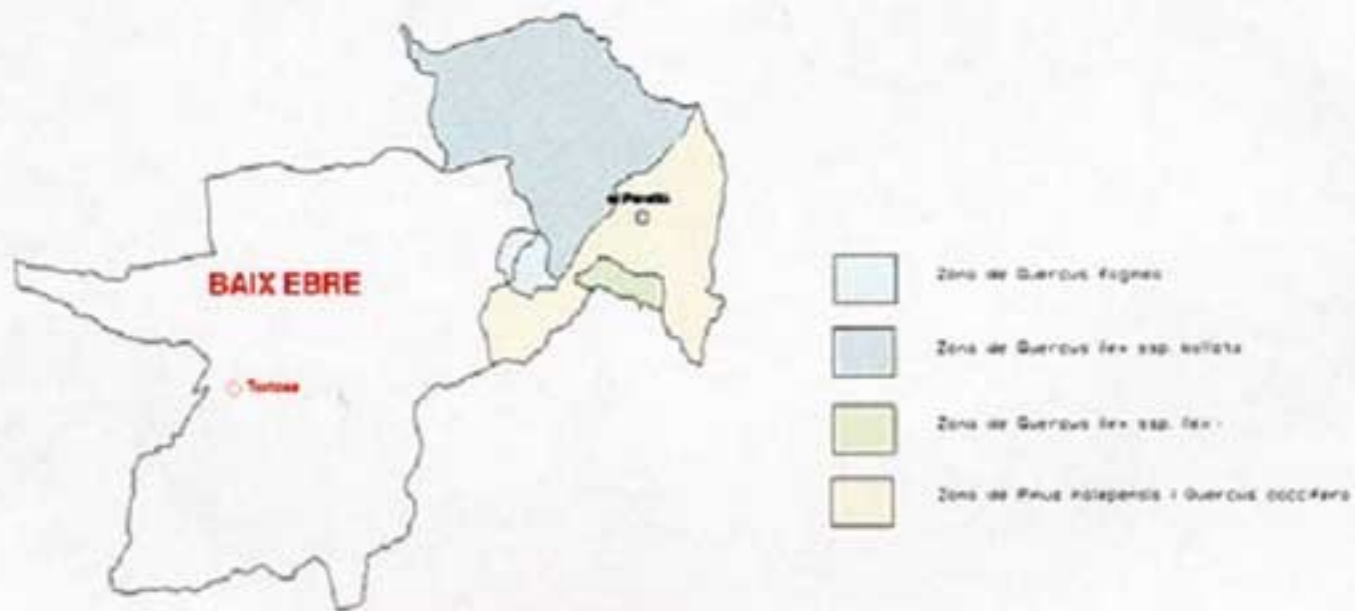 el Perelló
BAIX EBRE
Tortosa
Zona de Quercus faginea
Zona de Quercus ilex ssp. ballota
Zona de Quercus ilex ssp. ilex
Zona de Pinus halepensis i Quercus coccifera